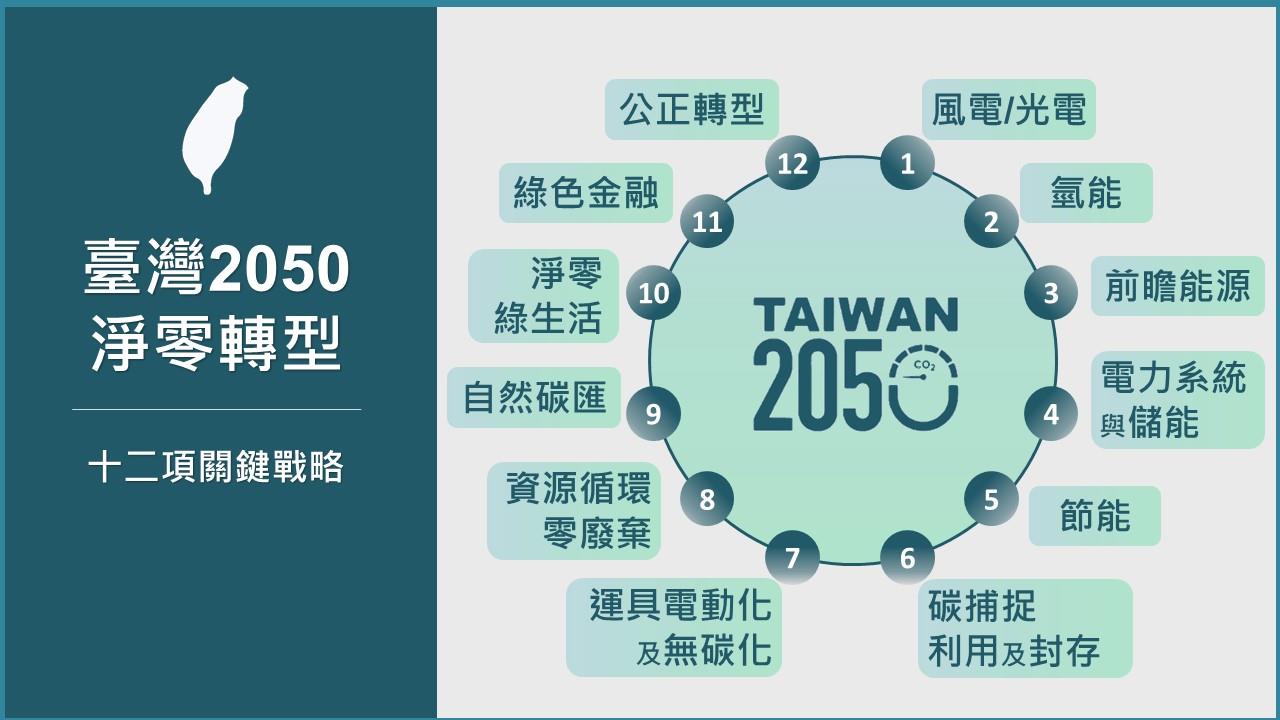 臺灣2050
淨零轉型
十二項關鍵戰略
TAIWAN
2050
CO2
1
風電/光電
2
氫能
3
前瞻能源
4
電力系統
與儲能
5
節能
6
碳捕捉
利用及封存
7
運具電動化
及無碳化
8
資源循環
零廢棄
9
自然碳匯
10
淨零
綠生活
11
綠色金融
12
公正轉型